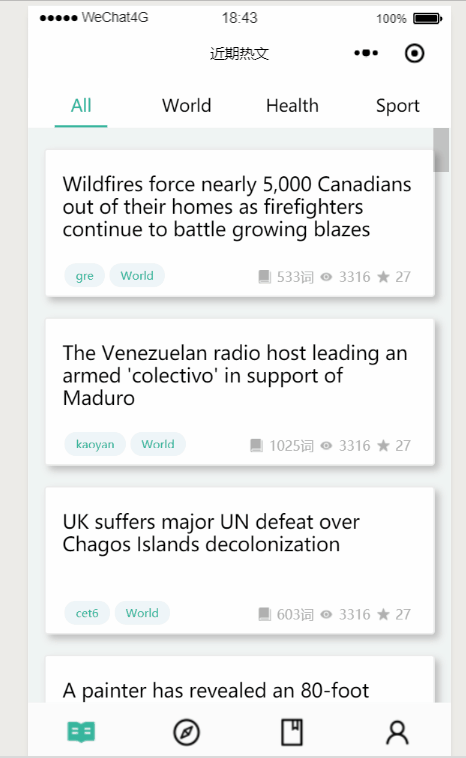 WeChat4G 18:43 100%
近期热文
All World Health Sport
Wildfires force nearly 5,000 Canadians
out of their homes as firefighters
continue to battle growing blazes
gre World 533词 3316 27
The Venezuelan radio host leading an
armed 'colectivo' in support of
Maduro
kaoyan World 1025词 3316 27
UK suffers major UN defeat over
Chagos Islands decolonization
cet6 World 603词 3316 27
A painter has revealed an 80-foot